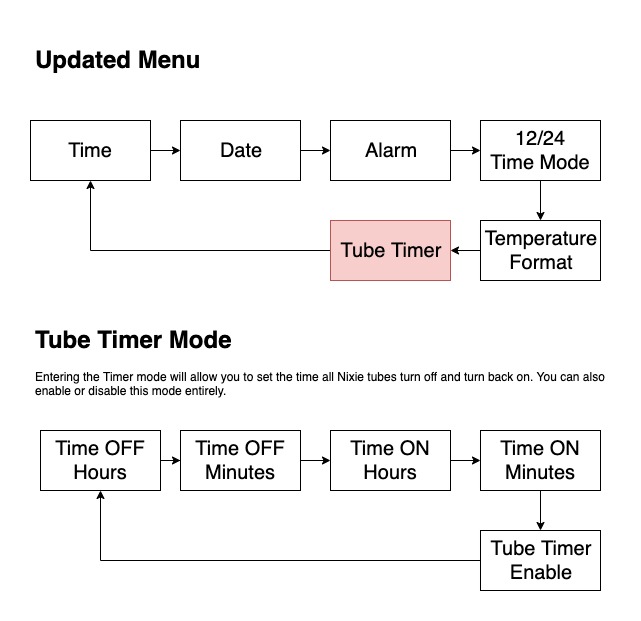 Updated Menu
Time
Date
Alarm
12/24
Time Mode
Tube Timer
Temperature
Format
Tube Timer Mode
Entering the Timer mode will allow you to set the time all Nixie tubes turn off and turn back on. You can also
enable or disable this mode entirely.
Time OFF
Hours
Time OFF
Minutes
Time ON
Hours
Time ON
Minutes
Tube Timer
Enable